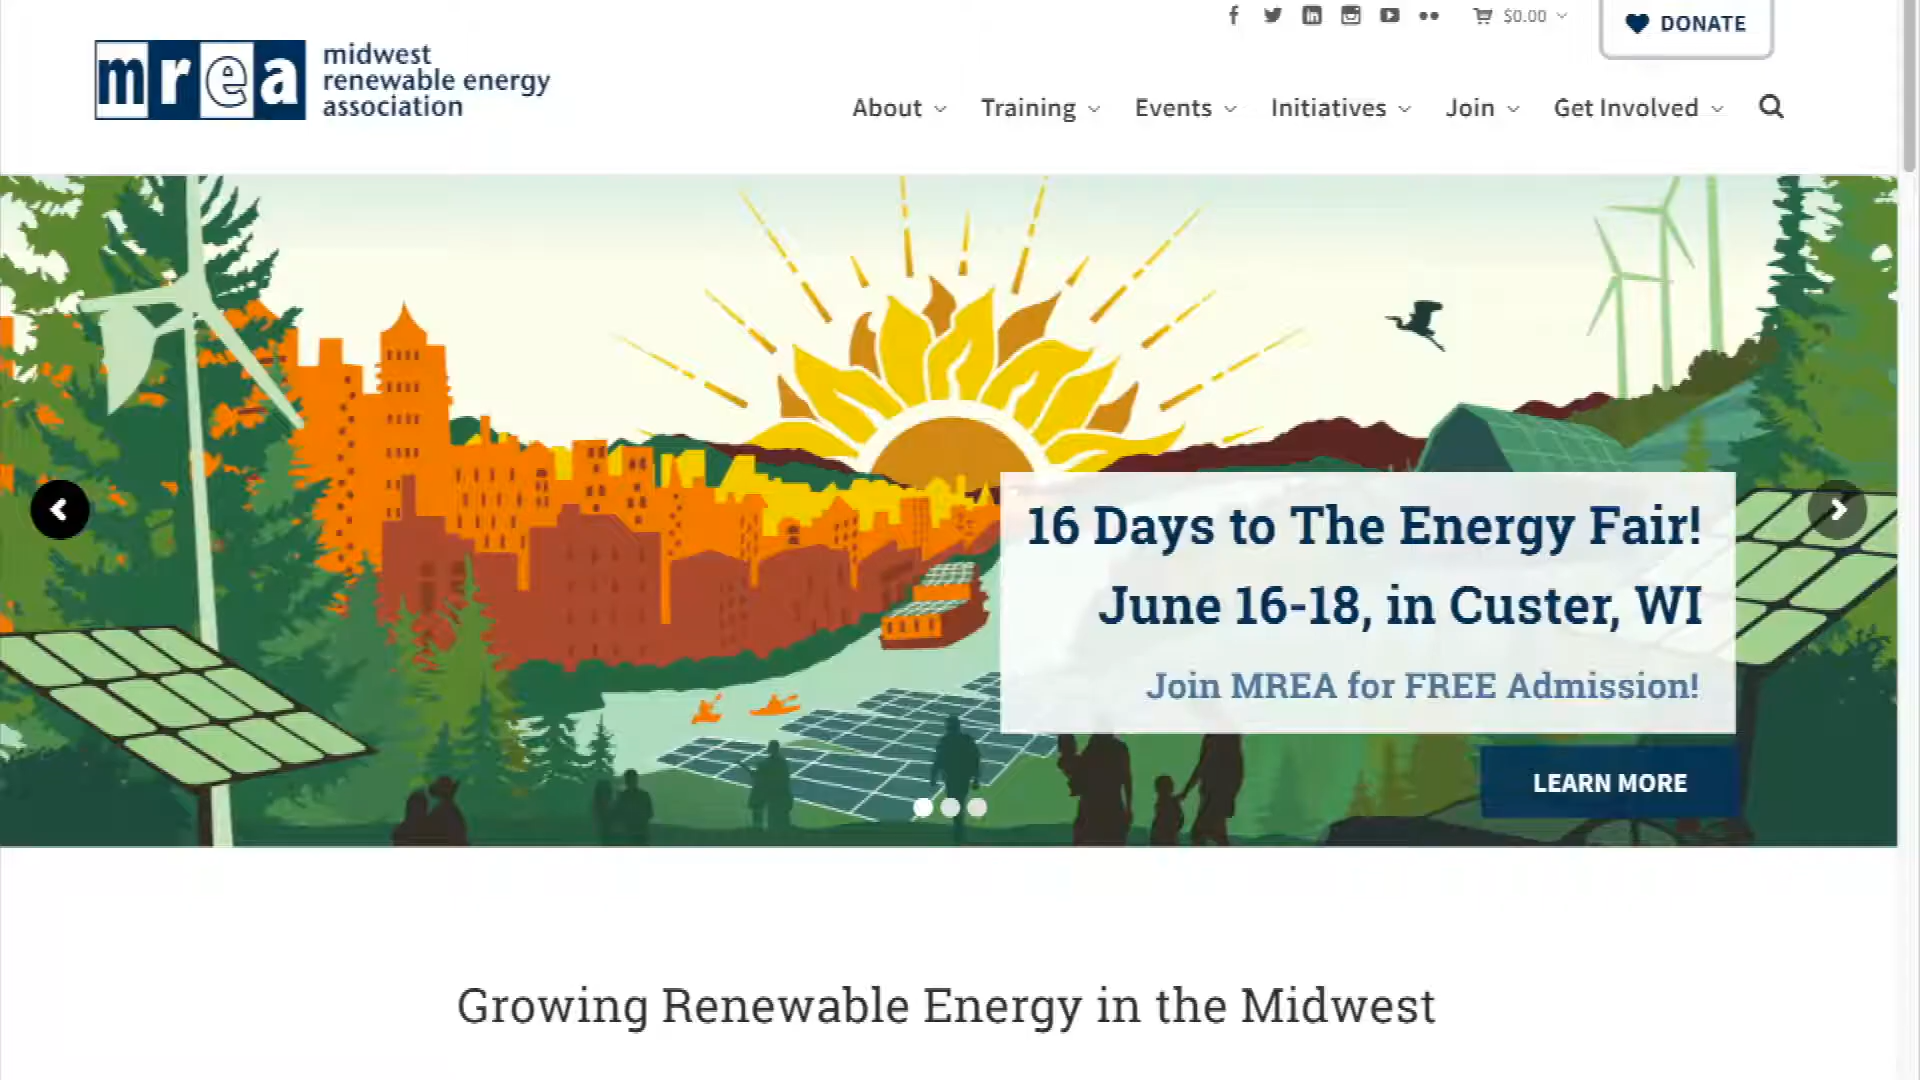 $0.00
DONATE
mrea
midwest
renewable energy
association
About
Training
Events
Initiatives
Join
Get Involved
16 Days to The Energy Fair!
June 16-18, in Custer, WI
Join MREA for FREE Admission!
LEARN MORE
Growing Renewable Energy in the Midwest